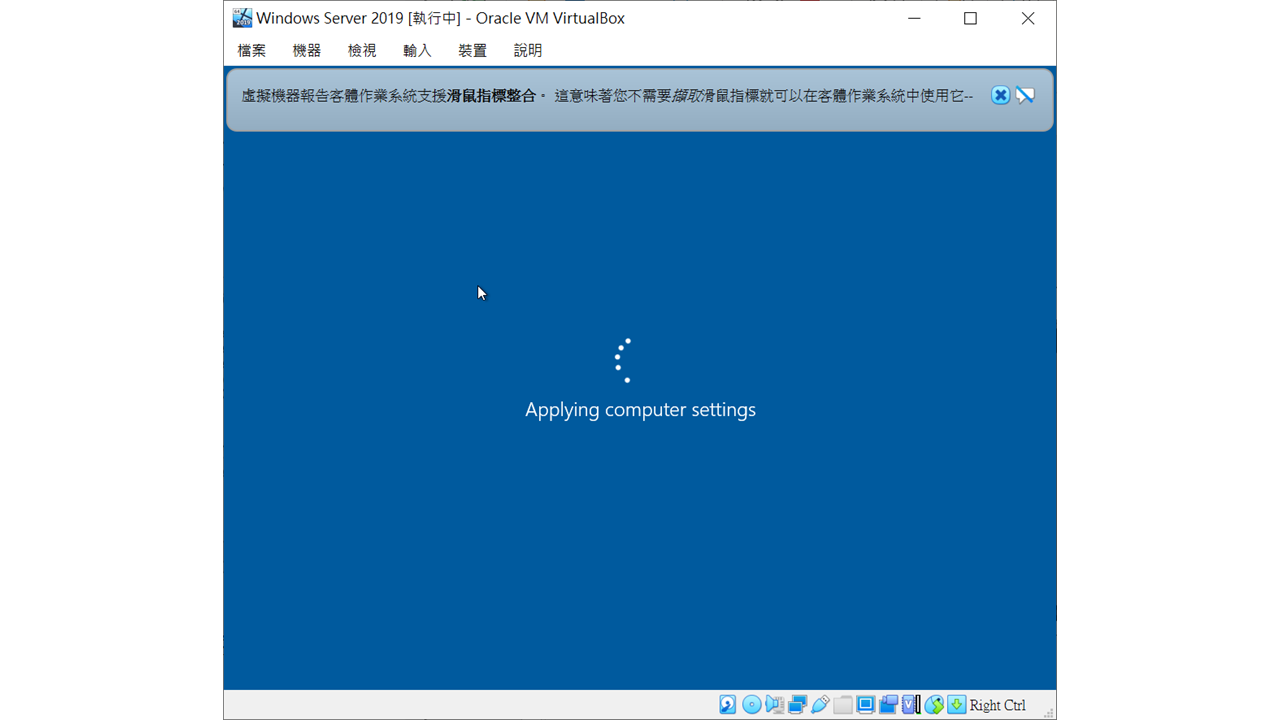 Windows Server 2019 [執行中] - Oracle VM VirtualBox
檔案 機器 檢視 輸入 裝置 說明
虛擬機器報告客體作業系統支援滑鼠指標整合。 這意味著您不需要擷取滑鼠指標就可以在客體作業系統中使用它--
Applying computer settings
Right Ctrl